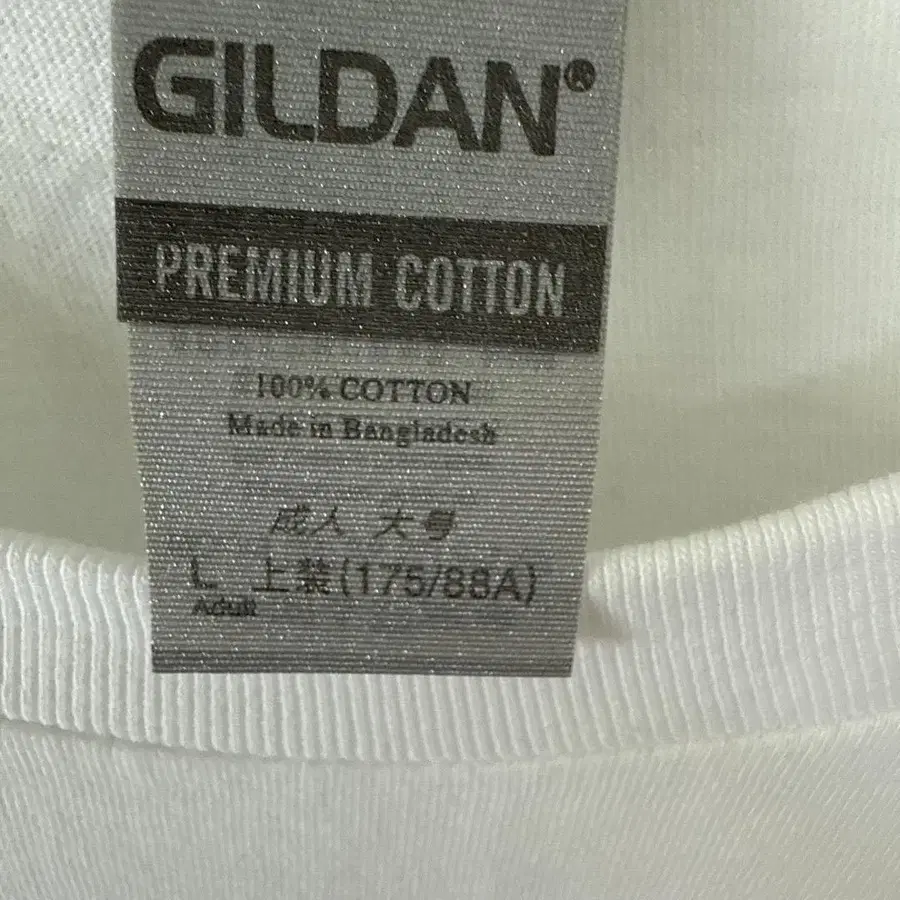 GILDAN®
PREMIUM COTTON
100% COTTON
Made in Bangladesh
成人 大号
L 上装(175/88A)
Adult